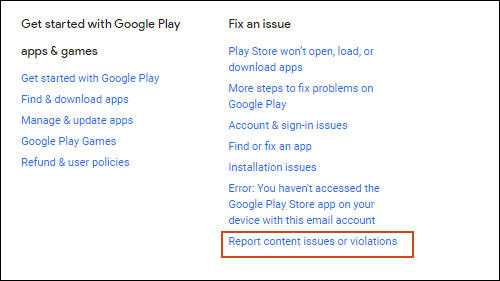 Get started with Google Play
apps & games
Get started with Google Play
Find & download apps
Manage & update apps
Google Play Games
Refund & user policies
Fix an issue
Play Store won't open, load, or
download apps
More steps to fix problems on
Google Play
Account & sign-in issues
Find or fix an app
Installation issues
Error: You haven't accessed the
Google Play Store app on your
device with this email account
Report content issues or violations